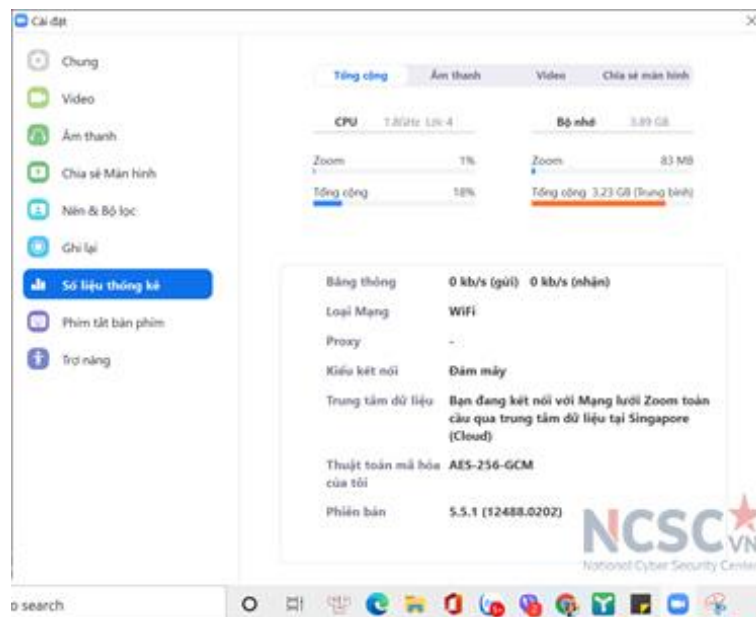 Cài đặt
Chung
Video
Âm thanh
Chia sẻ Màn hình
Nền & Bộ lọc
Ghi lại
Số liệu thống kê
Phím tắt bàn phím
Trợ năng
Tổng cộng Âm thanh Video Chia sẻ màn hình
CPU 1.8GHz Lõi:4 Bộ nhớ 3.89 GB
Zoom 1% Zoom 83 MB
Tổng cộng 18% Tổng cộng 3.23 GB (Trung bình)
Băng thông 0 kb/s (gửi) 0 kb/s (nhận)
Loại Mạng WiFi
Proxy -
Kiểu kết nối Đám mây
Trung tâm dữ liệu Bạn đang kết nối với Mạng lưới Zoom toàn
cầu qua trung tâm dữ liệu tại Singapore
(Cloud)
Thuật toán mã hóa AES-256-GCM
của tôi
Phiên bản 5.5.1 (12488.0202)
NCSC VN
National Cyber Security Center
o search